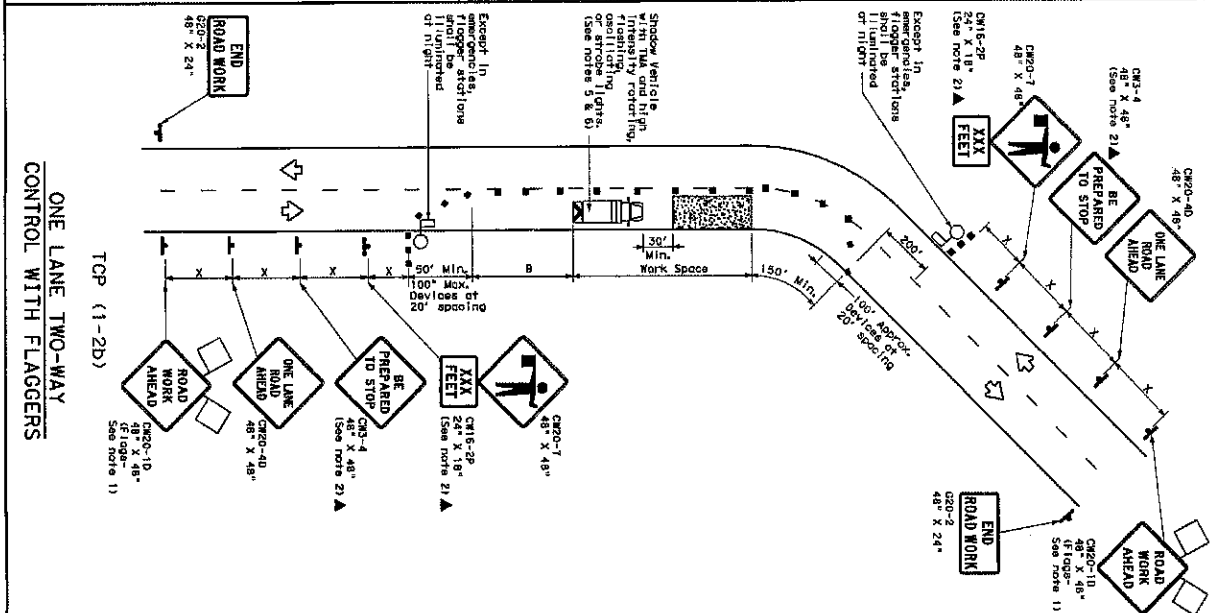 CW20-4D
48" X 48"
CW3-4
48" X 48"
(See note 2)▲
CW20-7
48" X 48"
CW16-2P
24" X 18"
(See note 2)▲
Except in
emergencies,
flagger stations
shall be
illuminated
at night
ONE LANE
ROAD
AHEAD
BE
PREPARED
TO STOP
XXX
FEET
ROAD
WORK
AHEAD
CW20-1D
48" X 48"
(Flags-
See note 1)
X
X
X
X
200'
END
ROAD WORK
G20-2
48" X 24"
100' Approx.
Devices at
20' spacing
150' Min.
Work Space
30'
Min.
B
50' Min.
100' Max.
Devices at
20' spacing
X
X
X
X
Shadow Vehicle
with TMA and high
intensity rotating,
flashing,
oscillating
or strobe lights.
(See notes 5 & 6)
Except in
emergencies,
flagger stations
shall be
illuminated
at night
END
ROAD WORK
G20-2
48" X 24"
CW20-7
48" X 48"
XXX
FEET
CW16-2P
24" X 18"
(See note 2)▲
BE
PREPARED
TO STOP
CW3-4
48" X 48"
(See note 2)▲
ONE LANE
ROAD
AHEAD
CW20-4D
48" X 48"
ROAD
WORK
AHEAD
CW20-1D
48" X 48"
(Flags-
See note 1)
TCP (1-2b)
ONE LANE TWO-WAY
CONTROL WITH FLAGGERS